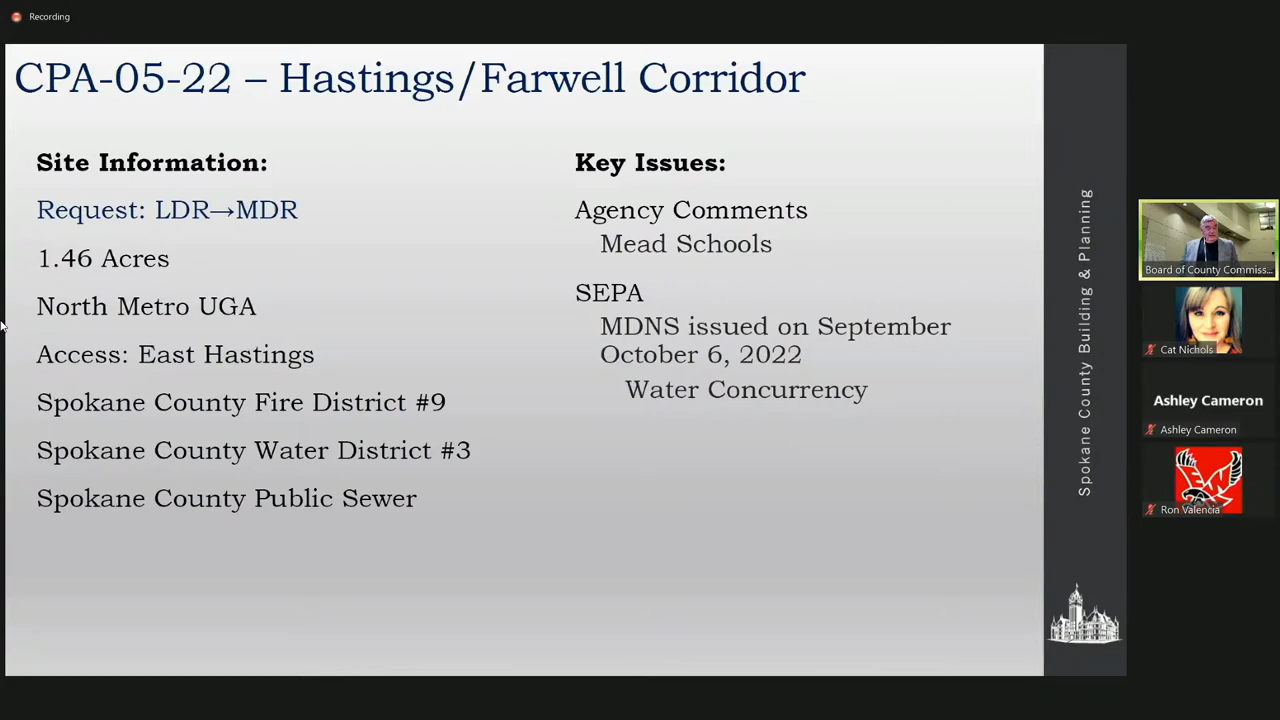 Recording
CPA-05-22 – Hastings/Farwell Corridor
Site Information:
Request: LDR→MDR
1.46 Acres
North Metro UGA
Access: East Hastings
Spokane County Fire District #9
Spokane County Water District #3
Spokane County Public Sewer
Key Issues:
Agency Comments
Mead Schools
SEPA
MDNS issued on September
October 6, 2022
Water Concurrency
Spokane County Building & Planning
Board of County Commiss...
Cat Nichols
Ashley Cameron
Ashley Cameron
Ron Valencia